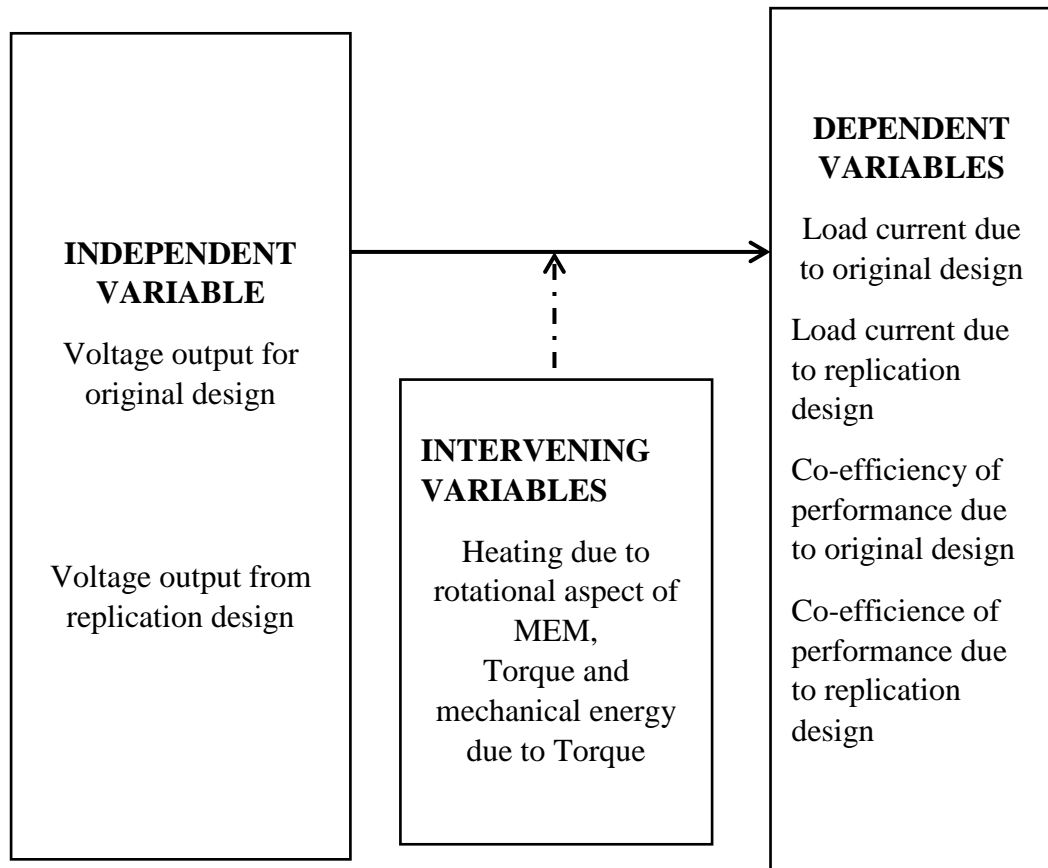 INDEPENDENT
VARIABLE
Voltage output for
original design
Voltage output from
replication design
INTERVENING
VARIABLES
Heating due to
rotational aspect of
MEM,
Torque and
mechanical energy
due to Torque
DEPENDENT
VARIABLES
Load current due
to original design
Load current due
to replication
design
Co-efficiency of
performance due
to original design
Co-efficience of
performance due
to replication
design